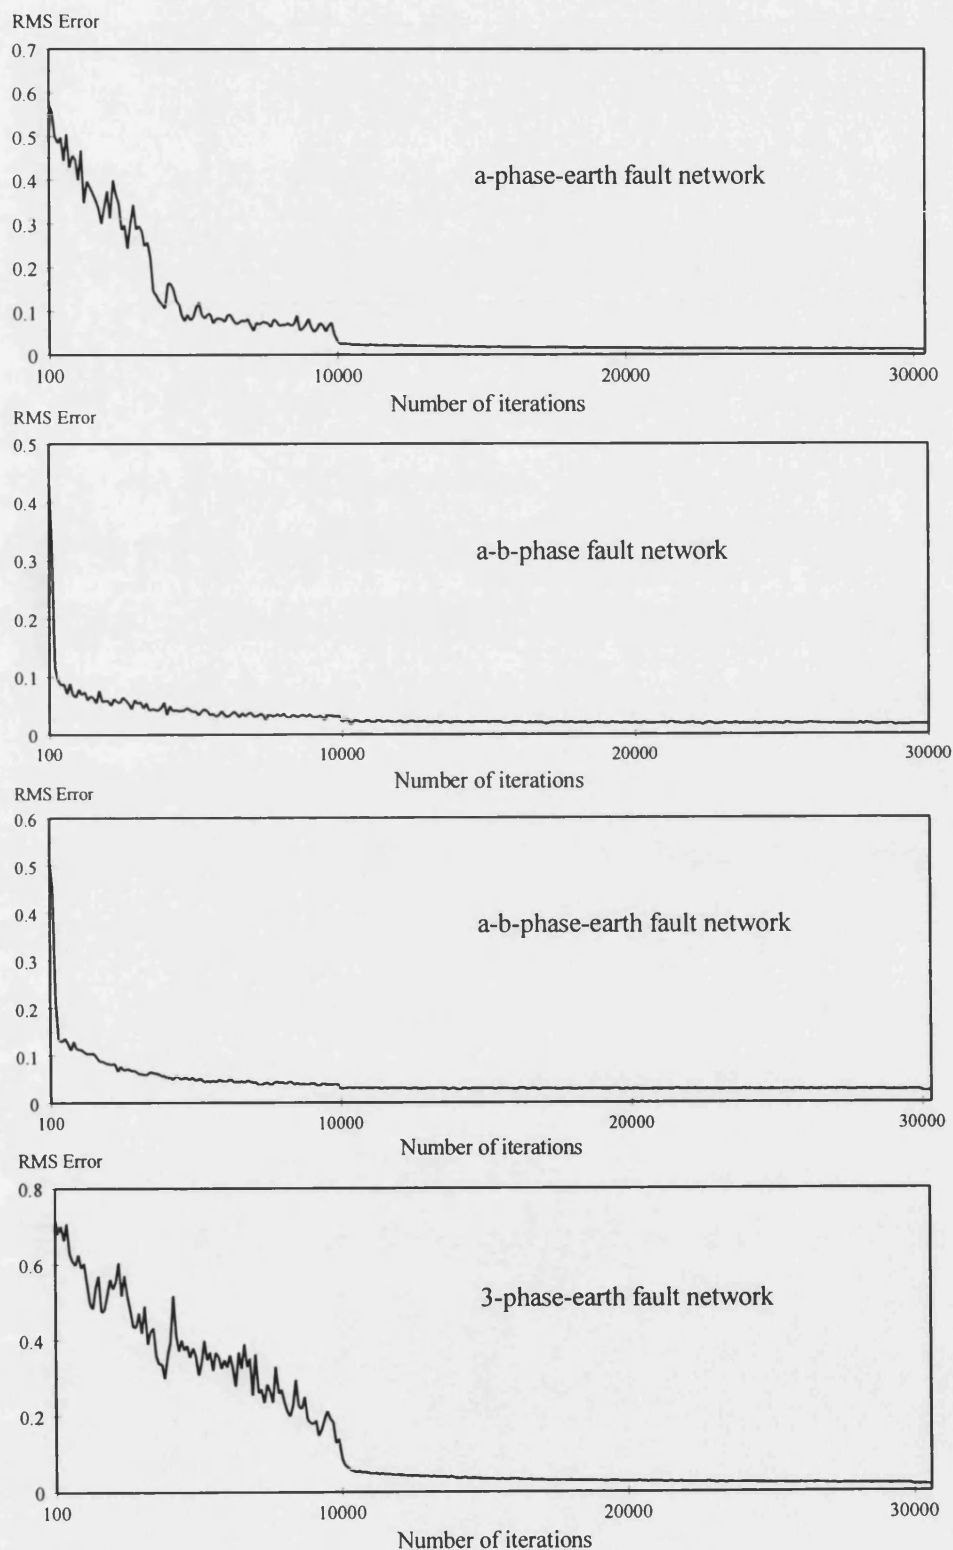 RMS Error
0.7
0.6
0.5
0.4
0.3
0.2
0.1
0
a-phase-earth fault network
100 10000 20000 30000
Number of iterations
RMS Error
0.5
0.4
0.3
0.2
0.1
0
a-b-phase fault network
100 10000 20000 30000
Number of iterations
RMS Error
0.6
0.5
0.4
0.3
0.2
0.1
0
a-b-phase-earth fault network
100 10000 20000 30000
Number of iterations
RMS Error
0.8
0.6
0.4
0.2
0
3-phase-earth fault network
100 10000 20000 30000
Number of iterations